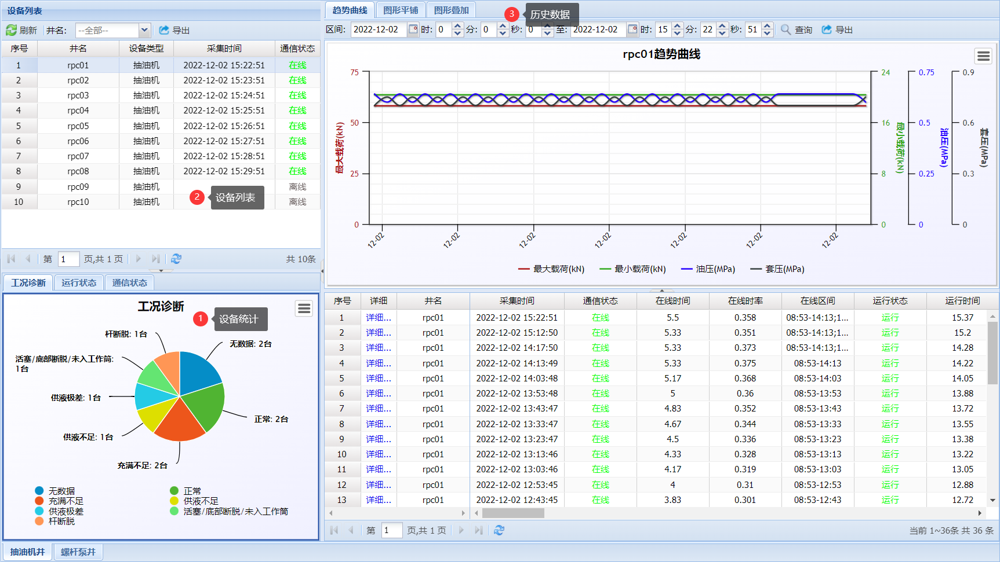 设备列表
刷新 井名: --全部-- 导出
序号 井名 设备类型 采集时间 通信状态
1 rpc01 抽油机 2022-12-02 15:22:51 在线
2 rpc02 抽油机 2022-12-02 15:23:51 在线
3 rpc03 抽油机 2022-12-02 15:24:51 在线
4 rpc04 抽油机 2022-12-02 15:25:51 在线
5 rpc05 抽油机 2022-12-02 15:26:51 在线
6 rpc06 抽油机 2022-12-02 15:27:51 在线
7 rpc07 抽油机 2022-12-02 15:28:51 在线
8 rpc08 抽油机 2022-12-02 15:29:51 在线
9 rpc09 抽油机 离线
10 rpc10 抽油机 离线
2 设备列表
第 1 页,共 1 页 共 10条
工况诊断 运行状态 通信状态
工况诊断
1 设备统计
杆断脱: 1台
无数据: 2台
活塞/底部断脱/未入工作筒:
1台
供液极差: 1台
正常: 2台
供液不足: 1台
充满不足: 2台
无数据 正常
充满不足 供液不足
供液极差 活塞/底部断脱/未入工作筒
杆断脱
抽油机井 螺杆泵井
趋势曲线 图形平铺 图形叠加
3 历史数据
区间: 2022-12-02 时: 0 分: 0 秒: 0 至: 2022-12-02 时: 15 分: 22 秒: 51 查询 导出
rpc01趋势曲线
75 24 0.75 0.9
50 16 0.5 0.6
25 8 0.25 0.3
0 0 0 0
最大载荷(kN)
最小载荷(kN)
油压(MPa)
套压(MPa)
12-02 12-02 12-02 12-02 12-02 12-02 12-02
最大载荷(kN) 最小载荷(kN) 油压(MPa) 套压(MPa)
序号 详细 井名 采集时间 通信状态 在线时间 在线时率 在线区间 运行状态 运行时间
1 详细... rpc01 2022-12-02 15:22:51 在线 5.5 0.358 08:53-14:13;1... 运行 15.37
2 详细... rpc01 2022-12-02 15:12:50 在线 5.33 0.351 08:53-14:13;1... 运行 15.2
3 详细... rpc01 2022-12-02 14:17:50 在线 5.33 0.373 08:53-14:13;1... 运行 14.28
4 详细... rpc01 2022-12-02 14:13:49 在线 5.33 0.375 08:53-14:13 运行 14.22
5 详细... rpc01 2022-12-02 14:03:48 在线 5.17 0.368 08:53-14:03 运行 14.05
6 详细... rpc01 2022-12-02 13:53:48 在线 5 0.36 08:53-13:53 运行 13.88
7 详细... rpc01 2022-12-02 13:43:47 在线 4.83 0.352 08:53-13:43 运行 13.72
8 详细... rpc01 2022-12-02 13:33:47 在线 4.67 0.344 08:53-13:33 运行 13.55
9 详细... rpc01 2022-12-02 13:23:47 在线 4.5 0.336 08:53-13:23 运行 13.38
10 详细... rpc01 2022-12-02 13:13:46 在线 4.33 0.328 08:53-13:13 运行 13.22
11 详细... rpc01 2022-12-02 13:03:46 在线 4.17 0.319 08:53-13:03 运行 13.05
12 详细... rpc01 2022-12-02 12:53:45 在线 4 0.31 08:53-12:53 运行 12.88
13 详细... rpc01 2022-12-02 12:43:45 在线 3.83 0.301 08:53-12:43 运行 12.72
第 1 页,共 1 页 当前 1~36条 共 36 条